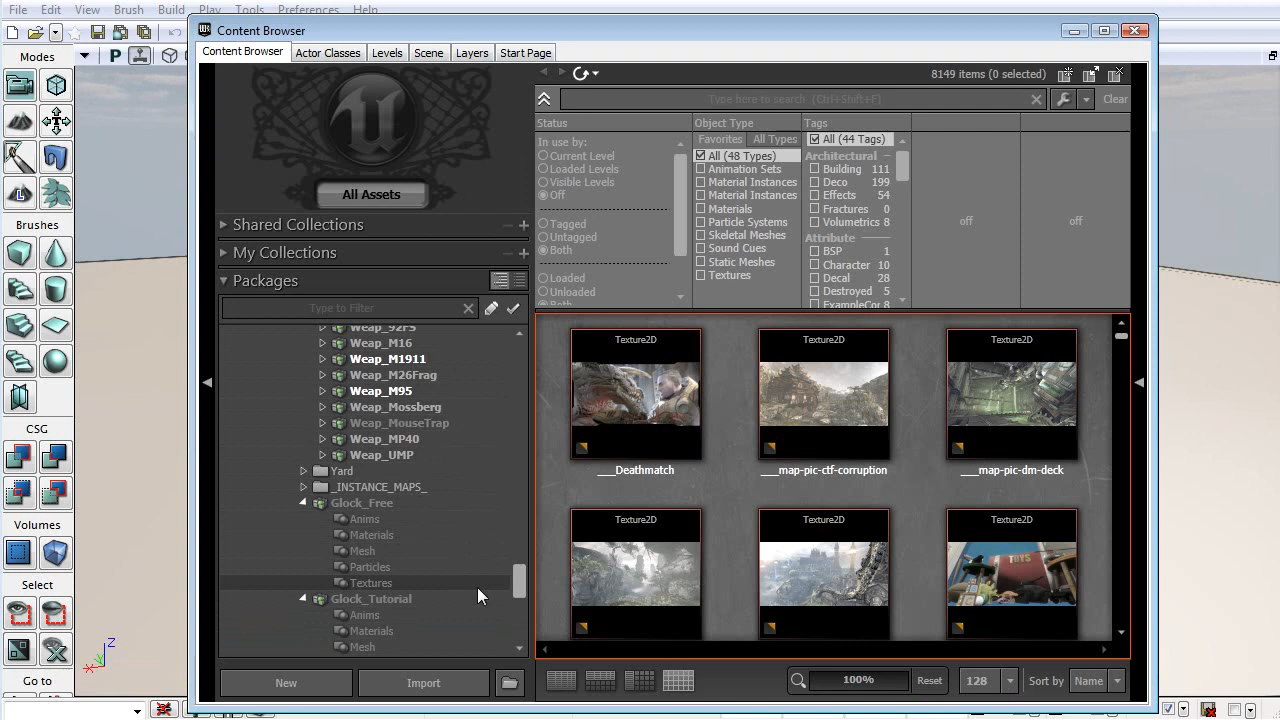 File Edit View Brush Build Play Tools Preferences Help
Content Browser
Content Browser Actor Classes Levels Scene Layers Start Page
8149 items (0 selected)
Type here to search (Ctrl+Shift+F)
Clear
Modes
Brushes
CSG
Volumes
Select
Go to
All Assets
Shared Collections
My Collections
Packages
Type to Filter
Weap_92FS
Weap_M16
Weap_M1911
Weap_M26Frag
Weap_M95
Weap_Mossberg
Weap_MouseTrap
Weap_MP40
Weap_UMP
Yard
_INSTANCE_MAPS_
Glock_Free
Anims
Materials
Mesh
Particles
Textures
Glock_Tutorial
Anims
Materials
Mesh
New
Import
Status
In use by:
Current Level
Loaded Levels
Visible Levels
Off
Tagged
Untagged
Both
Loaded
Unloaded
Both
Object Type
Favorites All Types
All (48 Types)
Animation Sets
Material Instances
Material Instances
Materials
Particle Systems
Skeletal Meshes
Sound Cues
Static Meshes
Textures
Tags
All (44 Tags)
Architectural
Building 111
Deco 199
Effects 54
Fractures 0
Volumetrics 8
Attribute
BSP 1
Character 10
Decal 28
Destroyed 5
ExampleCor 8
off
off
Texture2D
___Deathmatch
Texture2D
___map-pic-ctf-corruption
Texture2D
___map-pic-dm-deck
Texture2D
Texture2D
Texture2D
TOYS
100%
Reset
128
Sort by
Name
P
L
Z
X